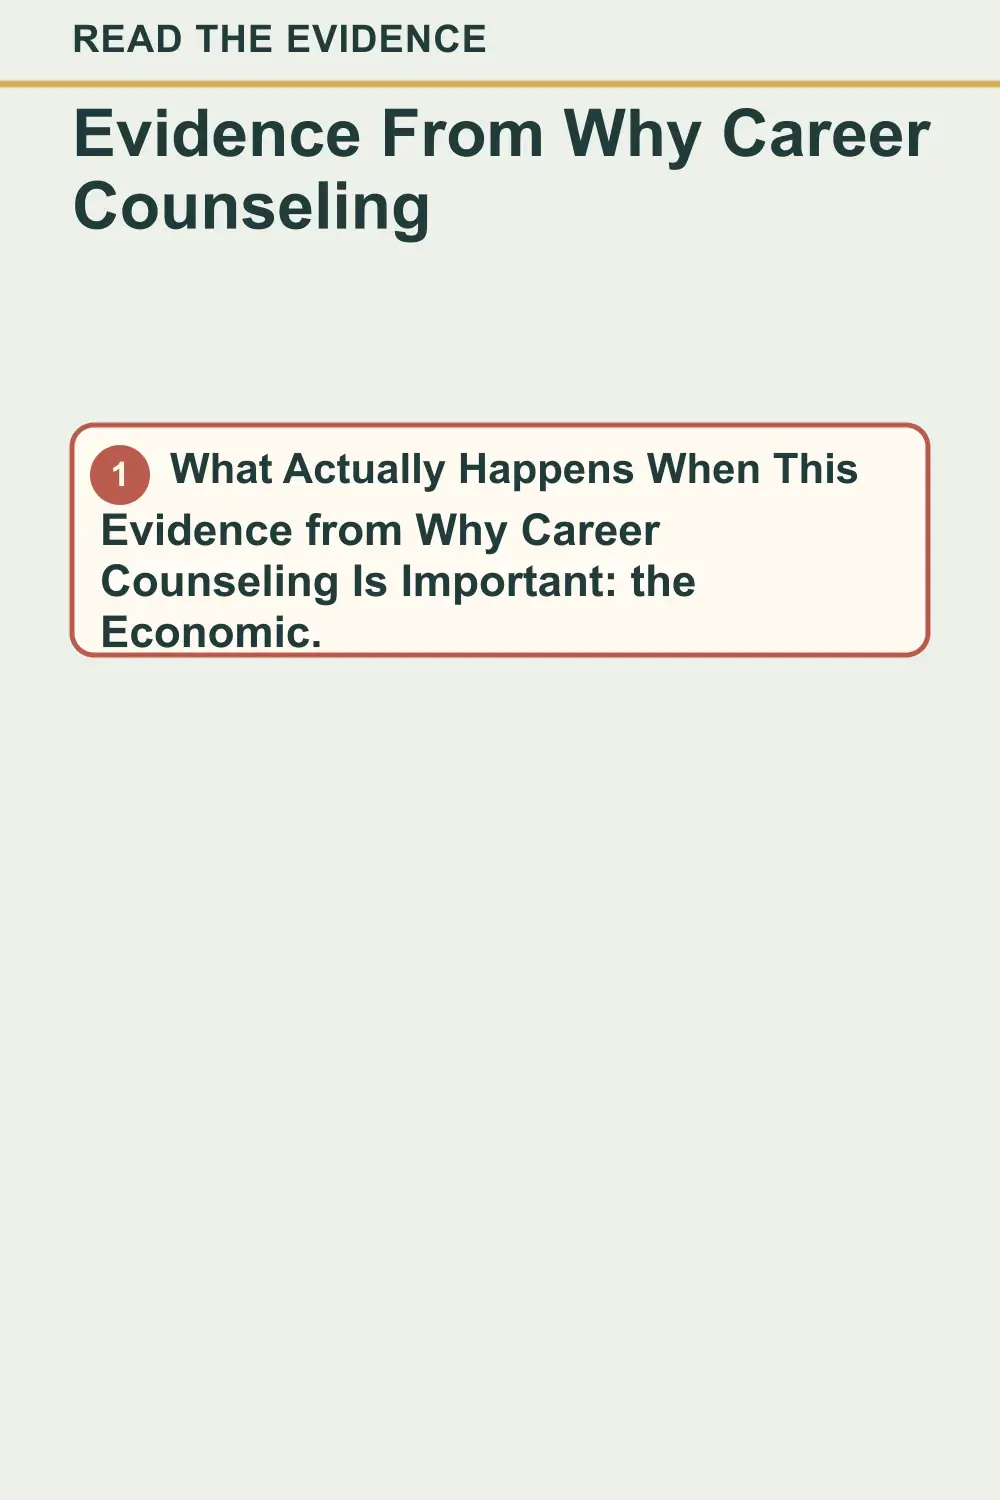 READ THE EVIDENCE
Evidence From Why Career
Counseling
1 What Actually Happens When This
Evidence from Why Career
Counseling Is Important: the
Economic.